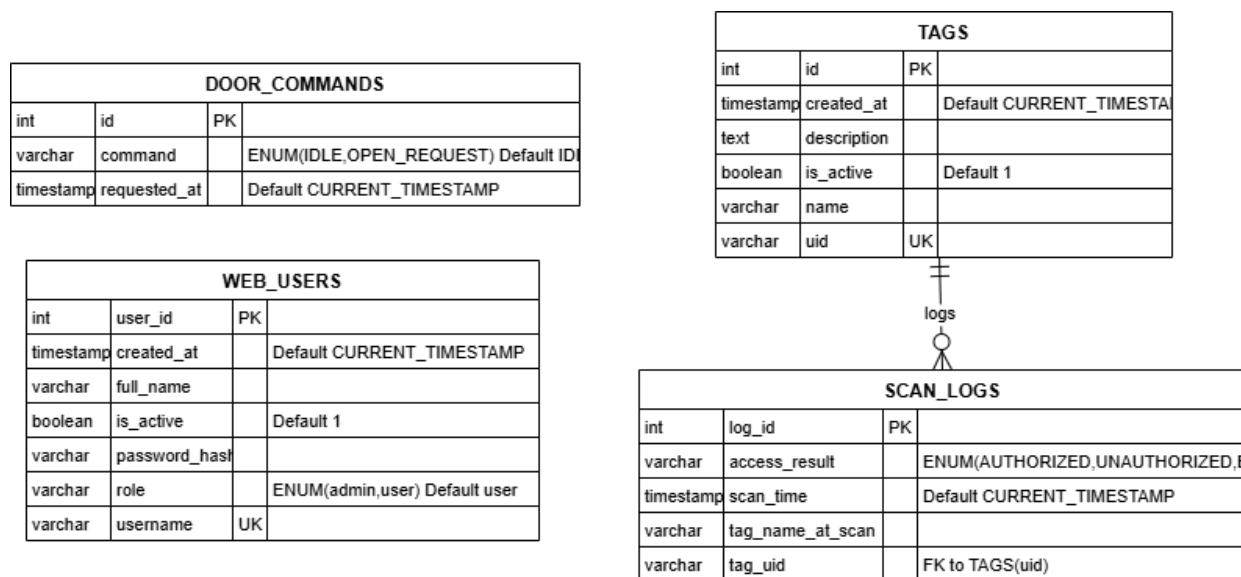 DOOR_COMMANDS
int id PK
varchar command ENUM(IDLE,OPEN_REQUEST) Default
timestamp requested_at Default CURRENT_TIMESTAMP
WEB_USERS
int user_id PK
timestamp created_at Default CURRENT_TIMESTAMP
varchar full_name
boolean is_active Default 1
varchar password_hash
varchar role ENUM(admin,user) Default user
varchar username UK
TAGS
int id PK
timestamp created_at Default CURRENT_TIMESTA
text description
boolean is_active Default 1
varchar name
varchar uid UK
logs
SCAN_LOGS
int log_id PK
varchar access_result ENUM(AUTHORIZED,UNAUTHORIZED,
timestamp scan_time Default CURRENT_TIMESTAMP
varchar tag_name_at_scan
varchar tag_uid FK to TAGS(uid)